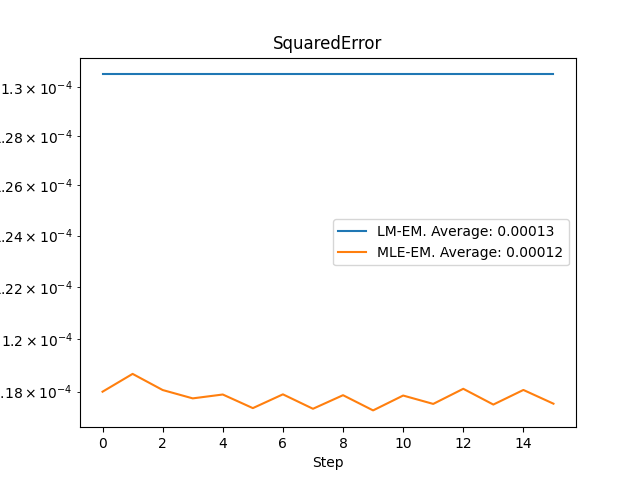 SquaredError
1.3 × 10⁻⁴
.28 × 10⁻⁴
.26 × 10⁻⁴
.24 × 10⁻⁴
.22 × 10⁻⁴
1.2 × 10⁻⁴
.18 × 10⁻⁴
LM-EM. Average: 0.00013
MLE-EM. Average: 0.00012
0 2 4 6 8 10 12 14
Step